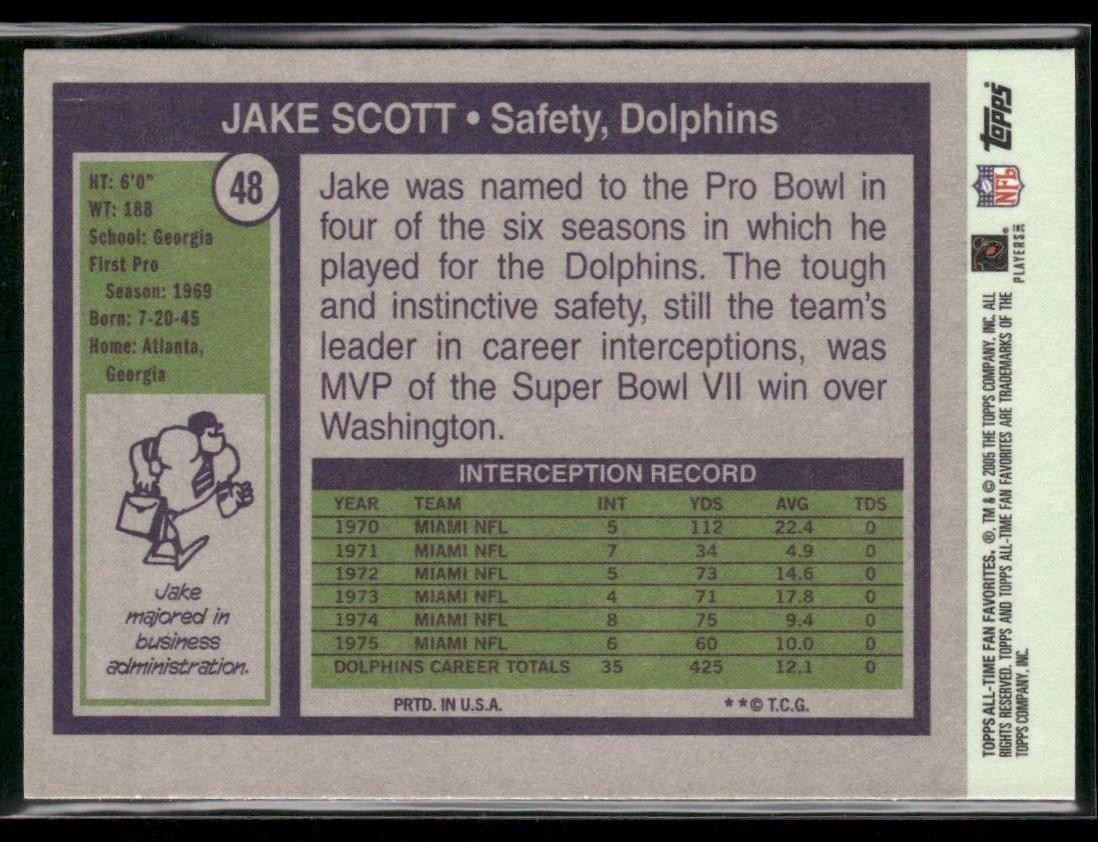 JAKE SCOTT • Safety, Dolphins
48
HT: 6'0"
WT: 188
School: Georgia
First Pro
Season: 1969
Born: 7-20-45
Home: Atlanta,
Georgia
Jake
majored in
business
administration.
Jake was named to the Pro Bowl in
four of the six seasons in which he
played for the Dolphins. The tough
and instinctive safety, still the team's
leader in career interceptions, was
MVP of the Super Bowl VII win over
Washington.
INTERCEPTION RECORD
YEAR TEAM INT YDS AVG TDS
1970 MIAMI NFL 5 112 22.4 0
1971 MIAMI NFL 7 34 4.9 0
1972 MIAMI NFL 5 73 14.6 0
1973 MIAMI NFL 4 71 17.8 0
1974 MIAMI NFL 8 75 9.4 0
1975 MIAMI NFL 6 60 10.0 0
DOLPHINS CAREER TOTALS 35 425 12.1 0
PRTD. IN U.S.A. **© T.C.G.
Topps
NFL
PLAYERS INC
TOPPS ALL-TIME FAN FAVORITES. ®, TM & © 2005 THE TOPPS COMPANY, INC. ALL
RIGHTS RESERVED. TOPPS AND TOPPS ALL-TIME FAN FAVORITES ARE TRADEMARKS OF THE
TOPPS COMPANY, INC.